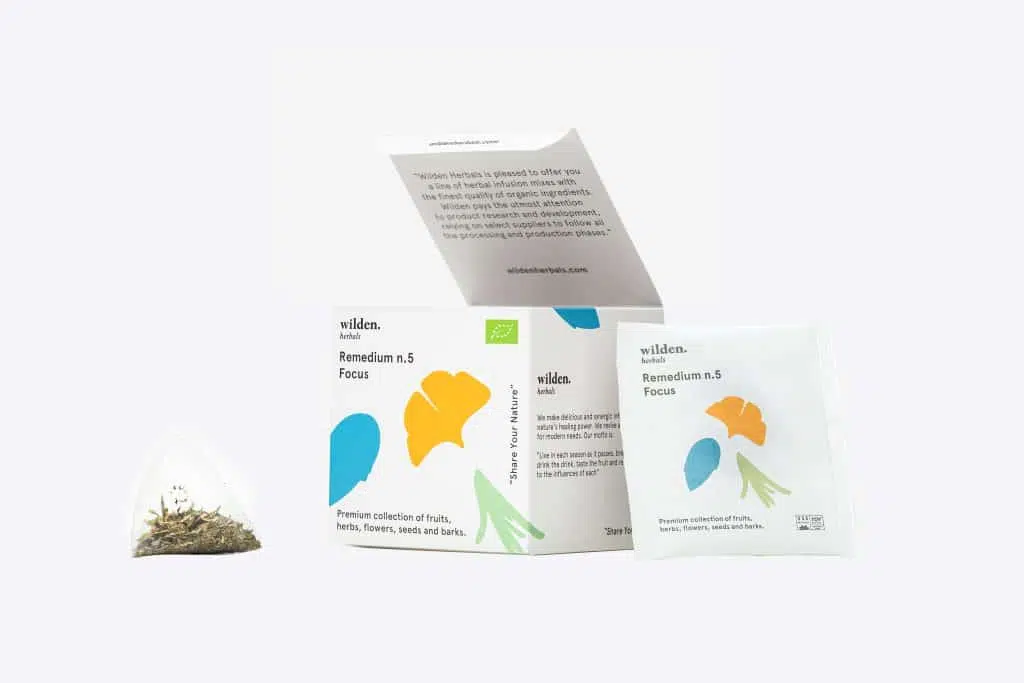 wildenherbals.com
"Wilden Herbals is pleased to offer you
a line of herbal infusion mixes with
the finest quality of organic ingredients.
Wilden pays the utmost attention
to product research and development,
relying on select suppliers to follow all
the processing and production phases."
wildenherbals.com
wilden.
herbals
Remedium n.5
Focus
"Share Your Nature"
Premium collection of fruits,
herbs, flowers, seeds and barks.
wilden.
herbals
We make delicious and synergic
nature's healing power. We revive
for modern needs. Our motto is:
"Live in each season as it passes,
drink the drink, taste the fruit and
to the influences of each"
"Share
wilden.
herbals
Remedium n.5
Focus
Premium collection of fruits,
herbs, flowers, seeds and barks.